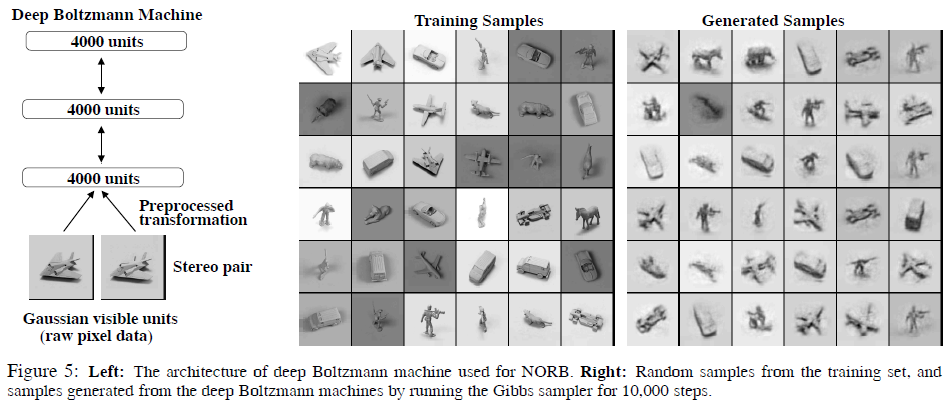 Deep Boltzmann Machine
4000 units
4000 units
4000 units
Preprocessed
transformation
Stereo pair
Gaussian visible units
(raw pixel data)
Training Samples
Generated Samples
Figure 5: Left: The architecture of deep Boltzmann machine used for NORB. Right: Random samples from the training set, and
samples generated from the deep Boltzmann machines by running the Gibbs sampler for 10,000 steps.